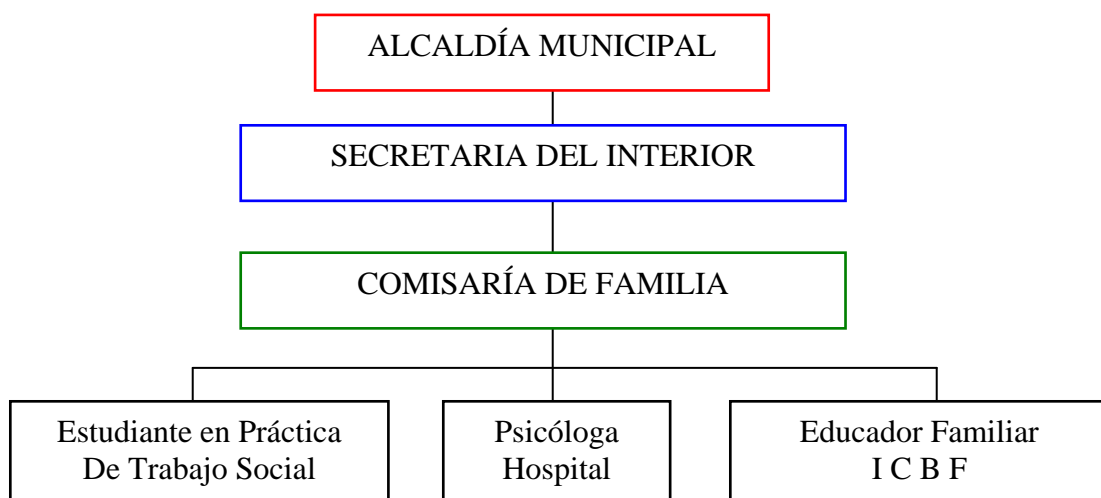 ALCALDÍA MUNICIPAL
SECRETARIA DEL INTERIOR
COMISARÍA DE FAMILIA
Estudiante en Práctica
De Trabajo Social
Psicóloga
Hospital
Educador Familiar
I C B F